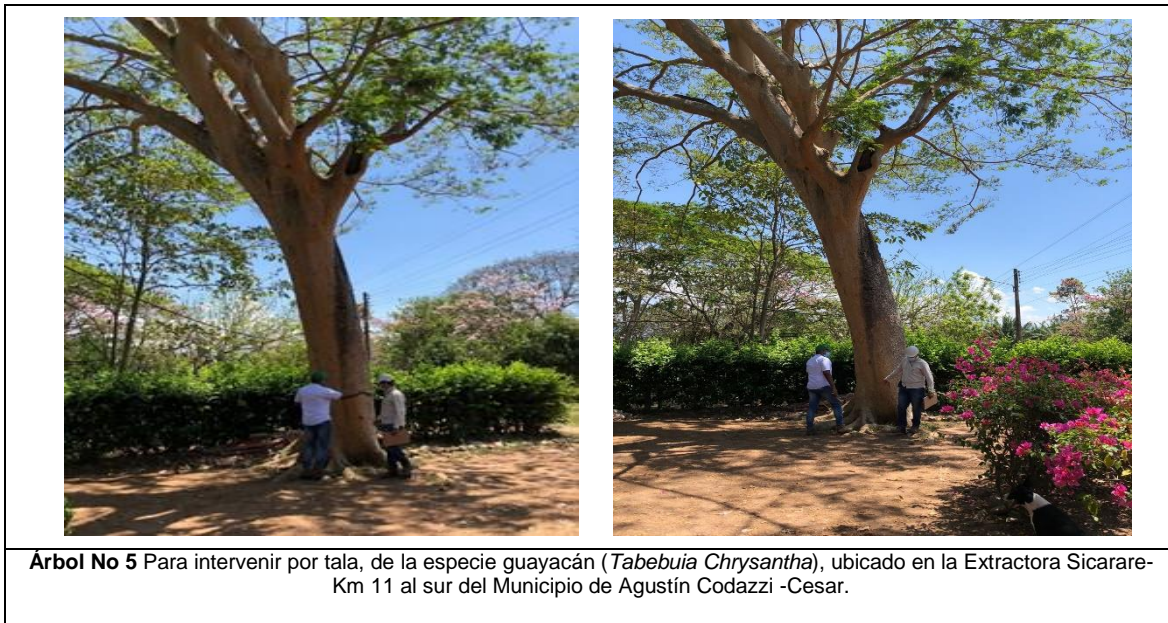 Árbol No 5 Para intervenir por tala, de la especie guayacán (Tabebuia Chrysantha), ubicado en la Extractora Sicarare-
Km 11 al sur del Municipio de Agustín Codazzi -Cesar.